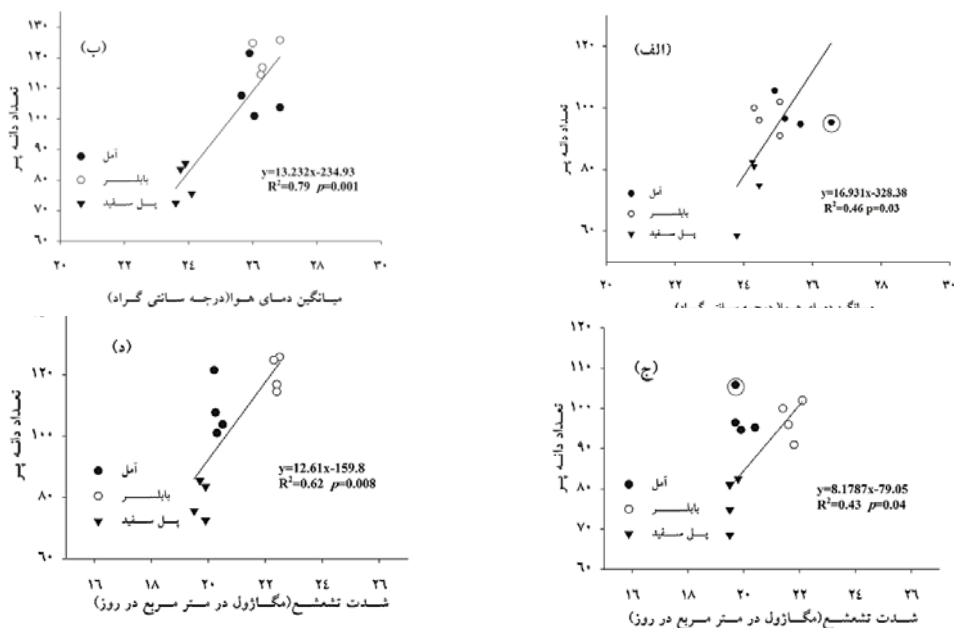 (الف)
تعداد دانه پر
۱۲۰
۱۰۰
۸۰
۶۰
آمل
بابلسر
پل سفید
y=16.931x-328.38
R²=0.46 p=0.03
۲۰ ۲۲ ۲۴ ۲۶ ۲۸ ۳۰
میانگین دمای هوا(درجه سانتی گراد)
(ب)
تعداد دانه پر
۱۳۰
۱۲۰
۱۱۰
۱۰۰
۹۰
۸۰
۷۰
۶۰
آمل
بابلسر
پل سفید
y=13.232x-234.93
R²=0.79 p=0.001
۲۰ ۲۲ ۲۴ ۲۶ ۲۸ ۳۰
میانگین دمای هوا(درجه سانتی گراد)
(ج)
تعداد دانه پر
۱۲۰
۱۱۰
۱۰۰
۹۰
۸۰
۷۰
۶۰
آمل
بابلسر
پل سفید
y=8.1787x-79.05
R²=0.43 p=0.04
۱۶ ۱۸ ۲۰ ۲۲ ۲۴ ۲۶
شدت تشعشع(مگاژول در متر مربع در روز)
(د)
تعداد دانه پر
۱۲۰
۱۰۰
۸۰
۶۰
آمل
بابلسر
پل سفید
y=12.61x-159.8
R²=0.62 p=0.008
۱۶ ۱۸ ۲۰ ۲۲ ۲۴ ۲۶
شدت تشعشع(مگاژول در متر مربع در روز)